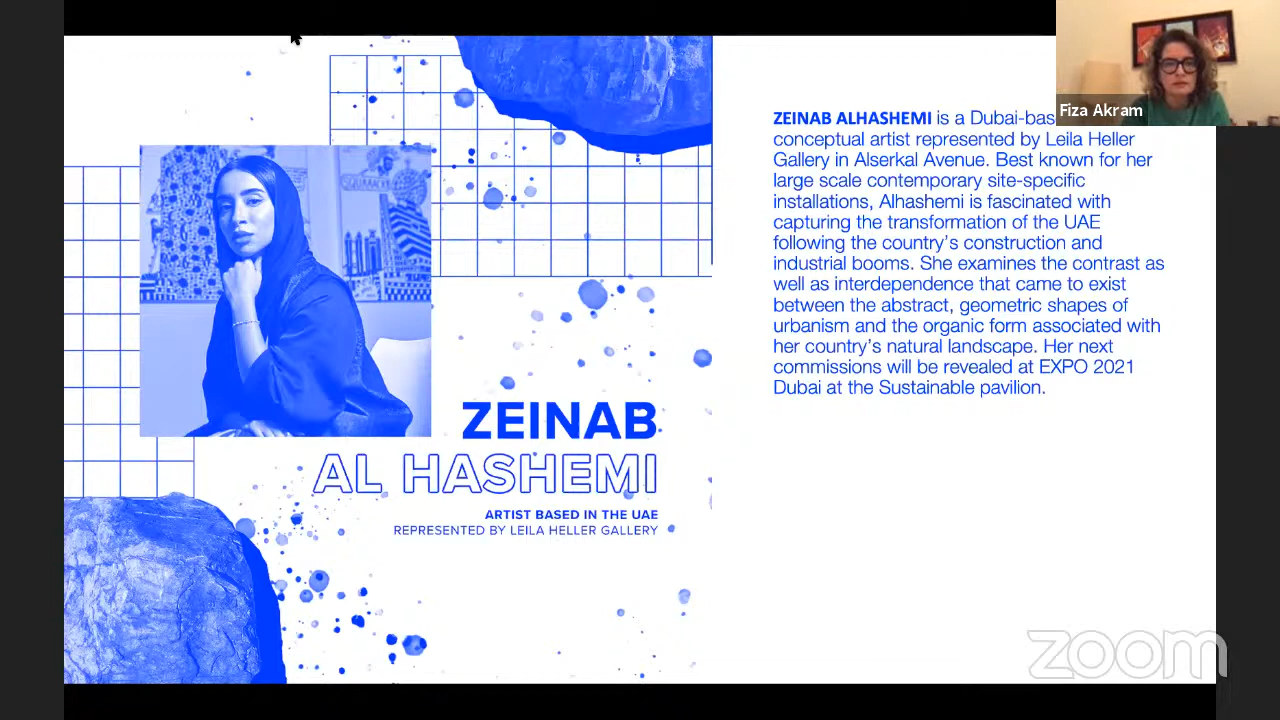 Fiza Akram
ZEINAB
AL HASHEMI
ARTIST BASED IN THE UAE
REPRESENTED BY LEILA HELLER GALLERY
ZEINAB ALHASHEMI is a Dubai-bas
conceptual artist represented by Leila Heller
Gallery in Alserkal Avenue. Best known for her
large scale contemporary site-specific
installations, Alhashemi is fascinated with
capturing the transformation of the UAE
following the country's construction and
industrial booms. She examines the contrast as
well as interdependence that came to exist
between the abstract, geometric shapes of
urbanism and the organic form associated with
her country's natural landscape. Her next
commissions will be revealed at EXPO 2021
Dubai at the Sustainable pavilion.
zoom